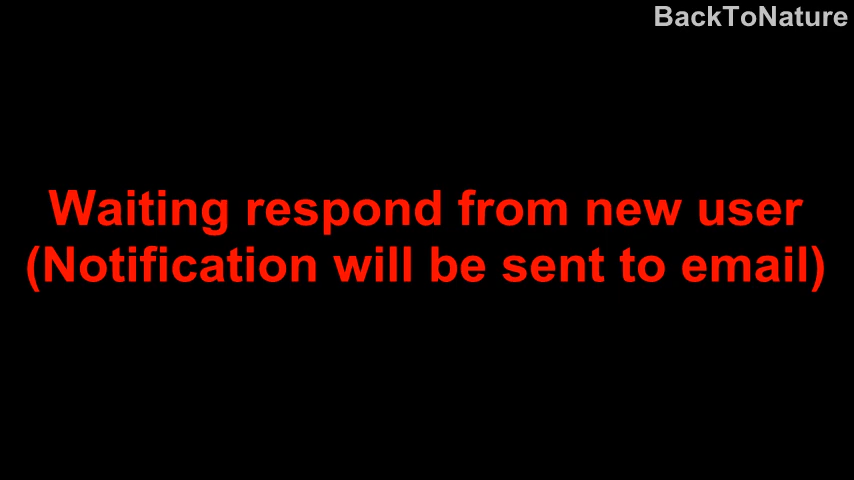 BackToNature
Waiting respond from new user
(Notification will be sent to email)